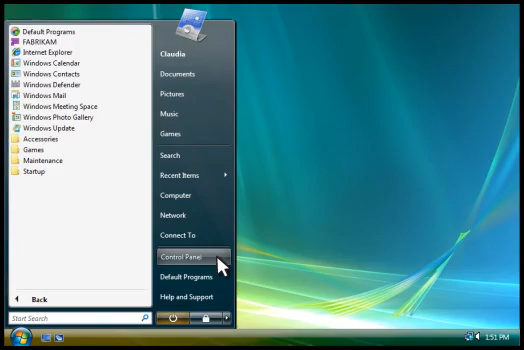 Default Programs
FABRIKAM
Internet Explorer
Windows Calendar
Windows Contacts
Windows Defender
Windows Mail
Windows Meeting Space
Windows Photo Gallery
Windows Update
Accessories
Games
Maintenance
Startup
Back
Start Search
Claudia
Documents
Pictures
Music
Games
Search
Recent Items
Computer
Network
Connect To
Control Panel
Default Programs
Help and Support
1:51 PM